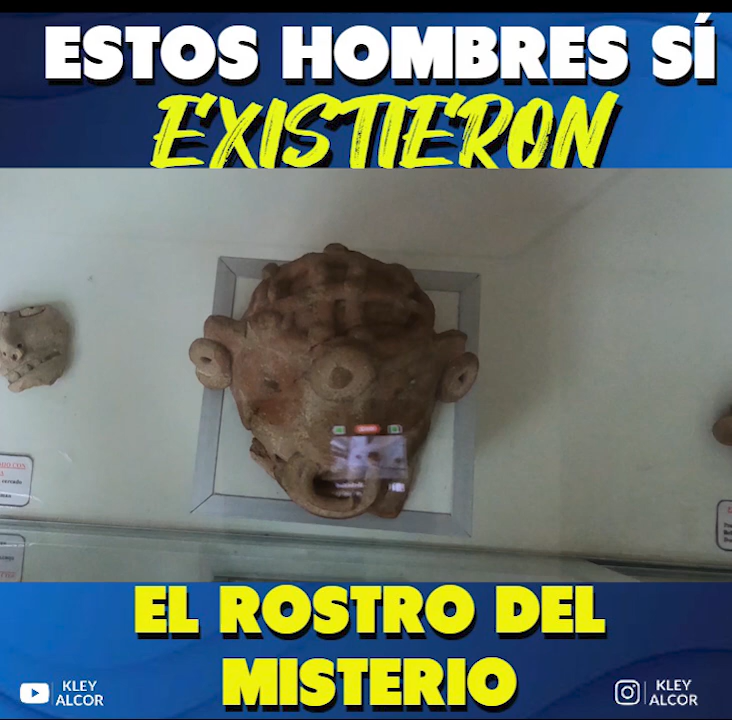 ESTOS HOMBRES SÍ
EXISTIERON
EL ROSTRO DEL
MISTERIO
KLEY
ALCOR
KLEY
ALCOR